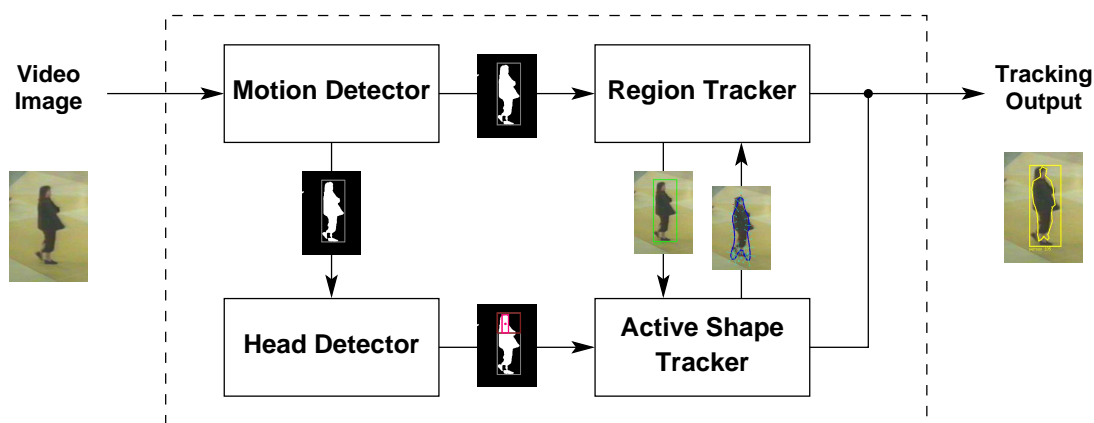 Video
Image
Motion Detector
Region Tracker
Tracking
Output
Head Detector
Active Shape
Tracker